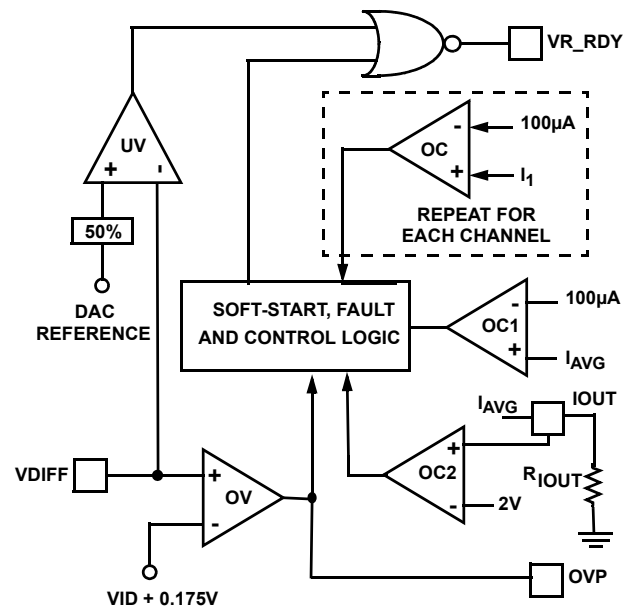 VR_RDY
UV
+ -
50%
DAC
REFERENCE
- 100µA
OC
+ I1
REPEAT FOR
EACH CHANNEL
SOFT-START, FAULT
AND CONTROL LOGIC
- 100µA
OC1
+ IAVG
IAVG IOUT
+
OC2
- 2V
RIOUT
VDIFF
+
OV
-
VID + 0.175V
OVP